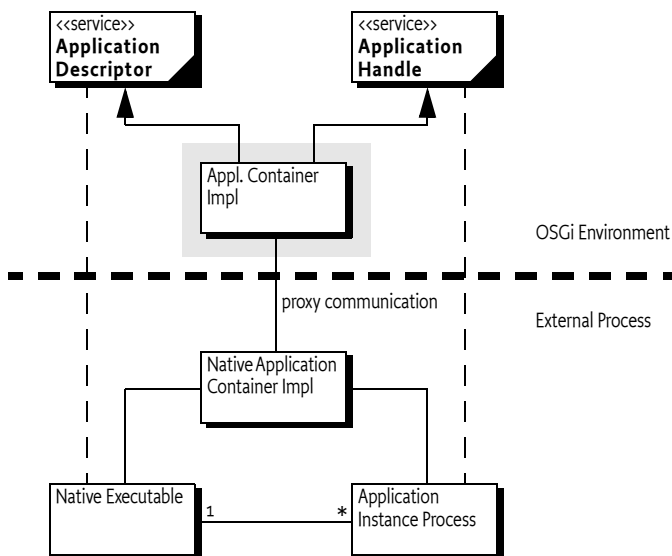 <<service>>
Application
Descriptor
<<service>>
Application
Handle
Appl. Container
Impl
OSGi Environment
proxy communication
External Process
Native Application
Container Impl
Native Executable
1
*
Application
Instance Process